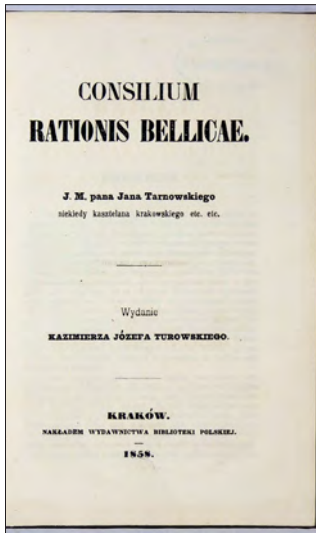 CONSILIUM
RATIONIS BELLICAE.
J. M. pana Jana Tarnowskiego
niekiedy kasztelana krakowskiego etc. etc.
Wydanie
KAZIMIERZA JÓZEFA TUROWSKIEGO.
KRAKÓW.
NAKŁADEM WYDAWNICTWA BIBLIOTEKI POLSKIEJ.
1858.